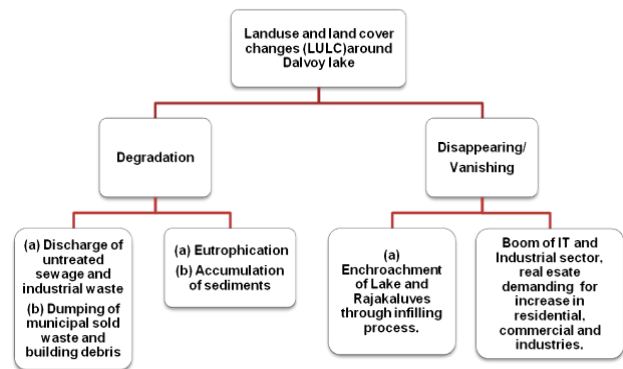 Landuse and land cover
changes (LULC)around
Dalvoy lake
Degradation
Disappearing/
Vanishing
(a) Discharge of
untreated
sewage and
industrial waste
(b) Dumping of
municipal sold
waste and
building debris
(a) Eutrophication
(b) Accumulation
of sediments
(a)
Enchroachment
of Lake and
Rajakaluves
through infilling
process.
Boom of IT and
Industrial sector,
real esate
demanding for
increase in
residential,
commercial and
industries.